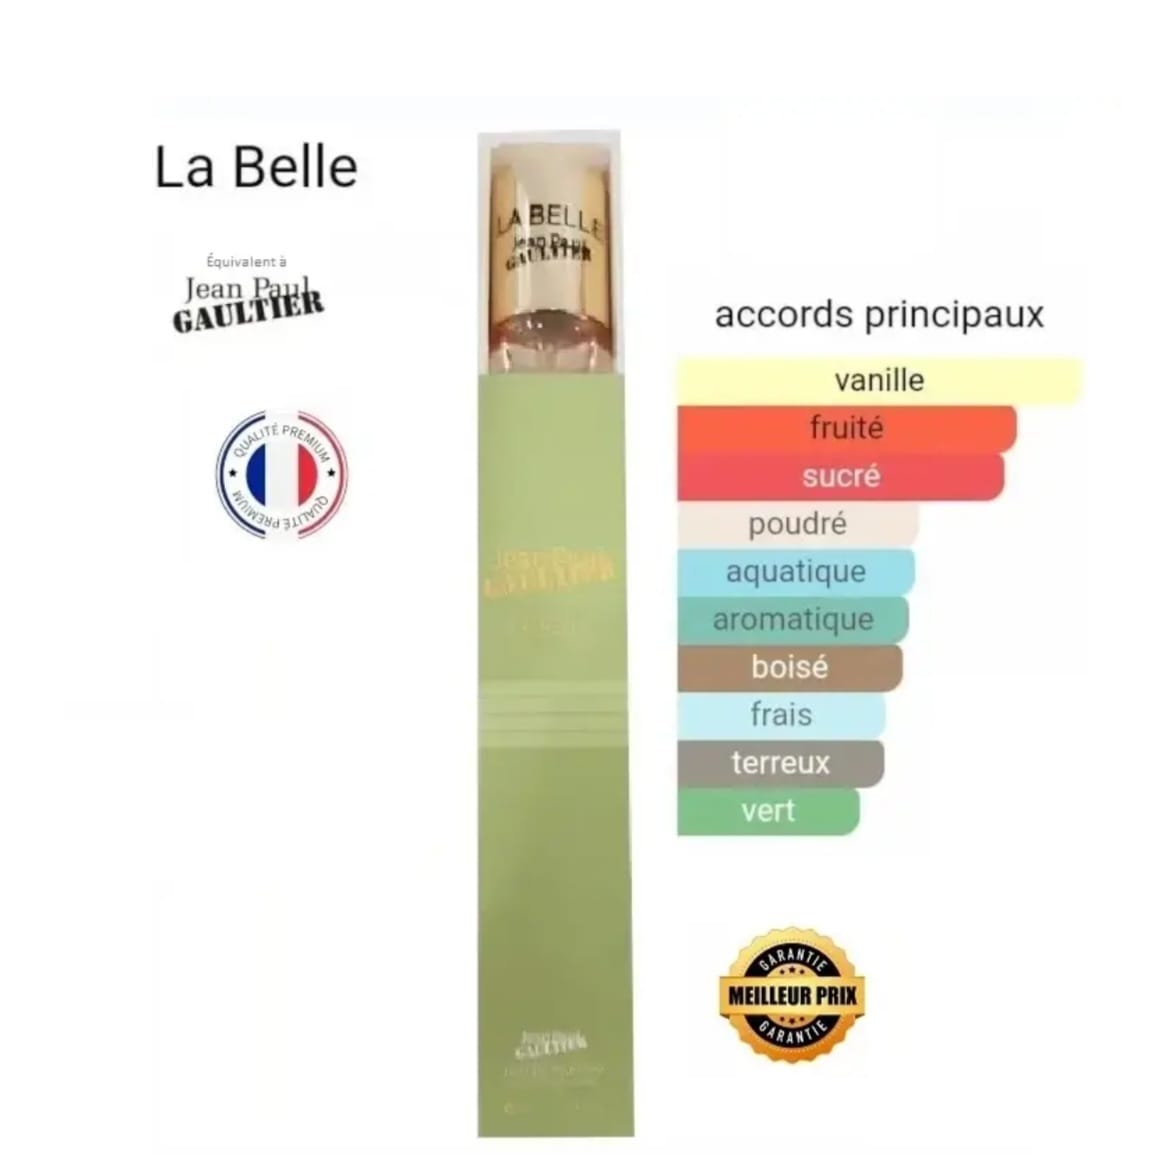 La Belle
Équivalent à
Jean Paul
GAULTIER
QUALITÉ PREMIUM
QUALITÉ PREMIUM
LA BELLE
Jean Paul
GAULTIER
Jean Paul
GAULTIER
Jean Paul
GAULTIER
accords principaux
vanille
fruité
sucré
poudré
aquatique
aromatique
boisé
frais
terreux
vert
GARANTIE
MEILLEUR PRIX
GARANTIE